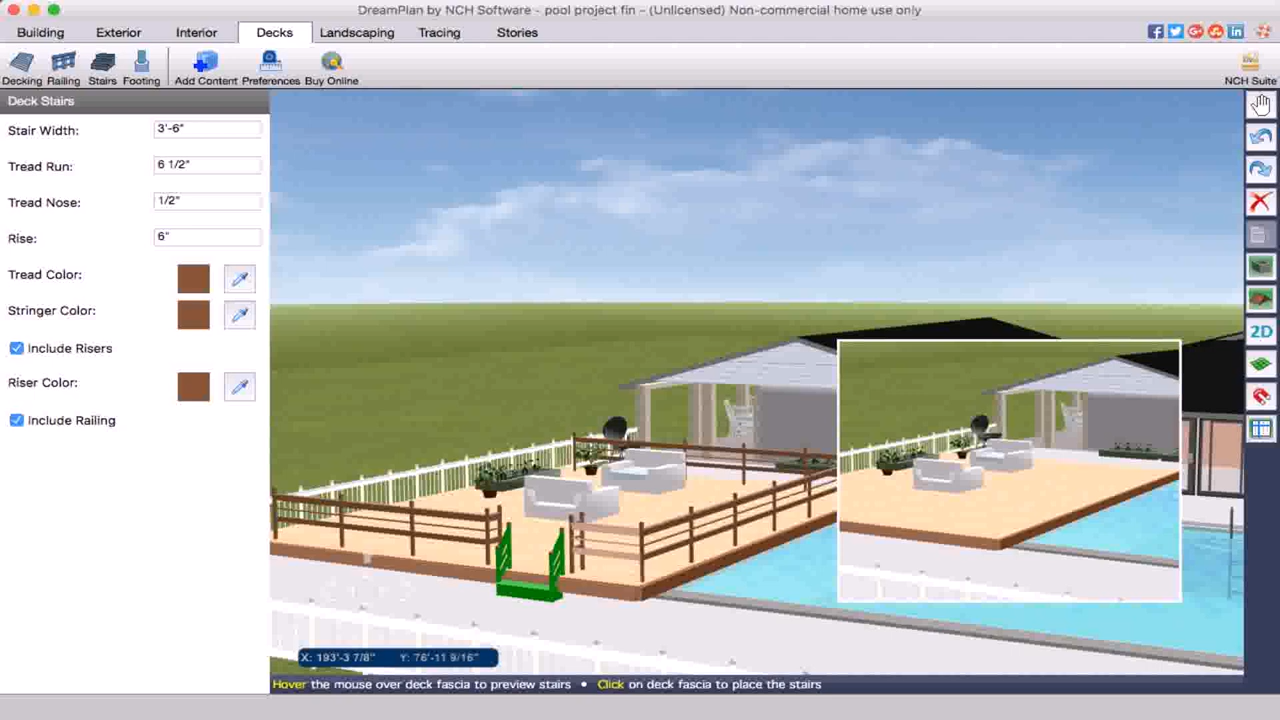 DreamPlan by NCH Software - pool project fin - (Unlicensed) Non-commercial home use only
Building Exterior Interior Decks Landscaping Tracing Stories
Decking Railing Stairs Footing Add Content Preferences Buy Online NCH Suite
Deck Stairs
Stair Width: 3'-6"
Tread Run: 6 1/2"
Tread Nose: 1/2"
Rise: 6"
Tread Color:
Stringer Color:
Include Risers
Riser Color:
Include Railing
2D
X: 193'-3 7/8" Y: 76'-11 9/16"
Hover the mouse over deck fascia to preview stairs • Click on deck fascia to place the stairs